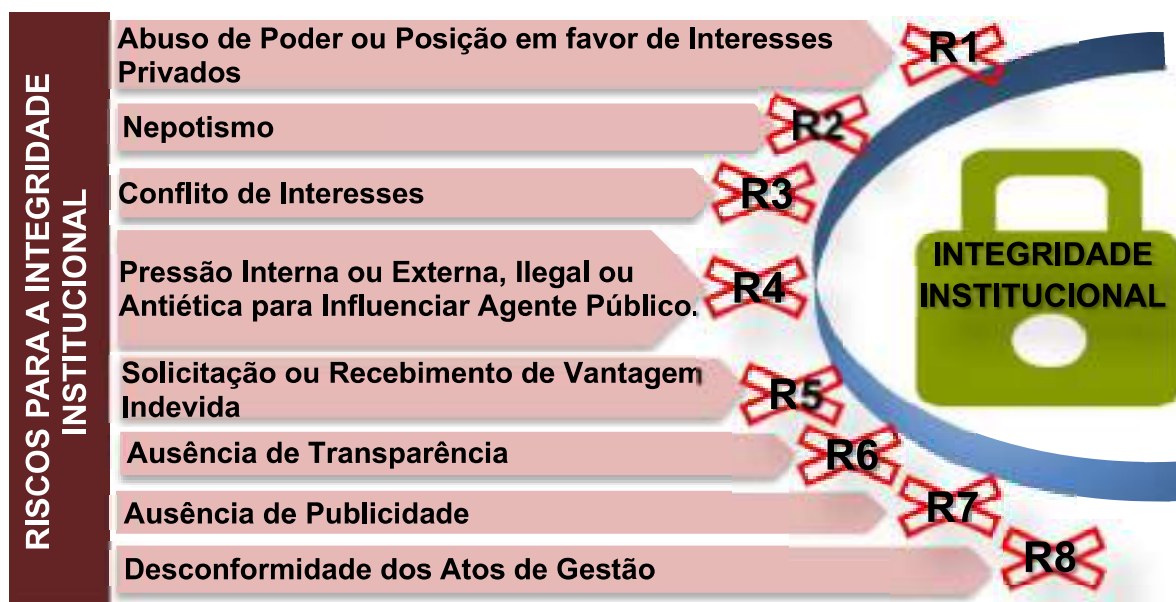 RISCOS PARA A INTEGRIDADE
INSTITUCIONAL
Abuso de Poder ou Posição em favor de Interesses
Privados
R1
Nepotismo
R2
Conflito de Interesses
R3
Pressão Interna ou Externa, Ilegal ou
Antiética para Influenciar Agente Público.
R4
Solicitação ou Recebimento de Vantagem
Indevida
R5
Ausência de Transparência
R6
Ausência de Publicidade
R7
Desconformidade dos Atos de Gestão
R8
INTEGRIDADE
INSTITUCIONAL